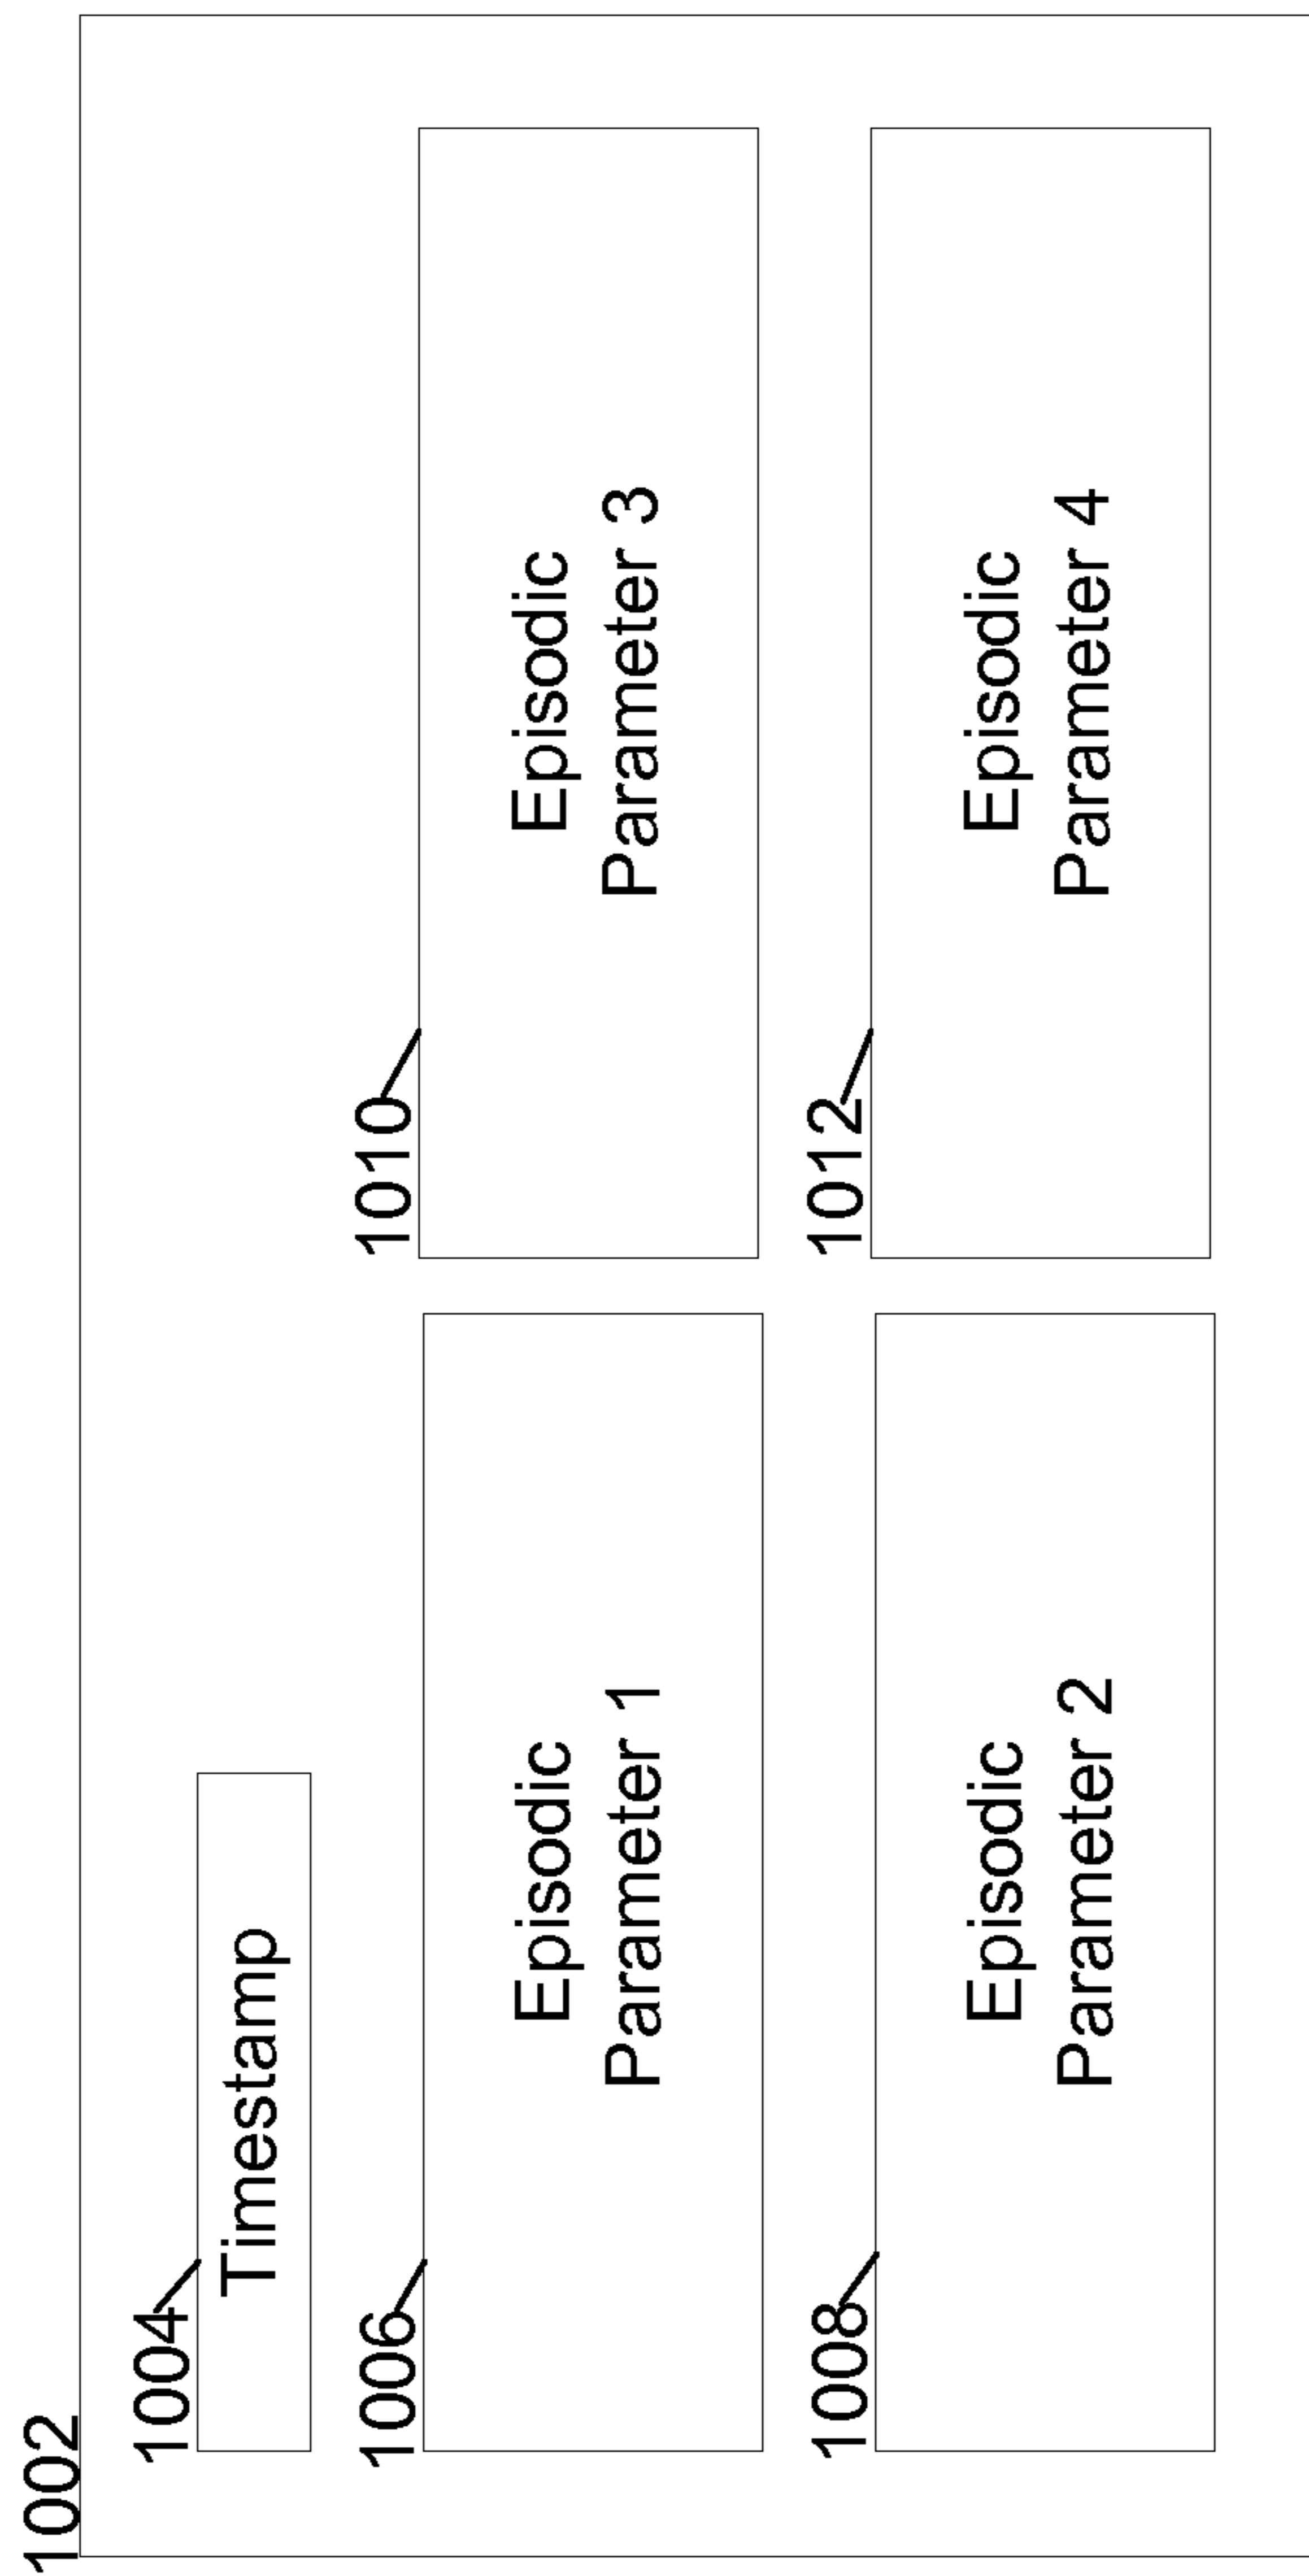 1002
1004
Timestamp
1006
Episodic
Parameter 1
1010
Episodic
Parameter 3
1008
Episodic
Parameter 2
1012
Episodic
Parameter 4